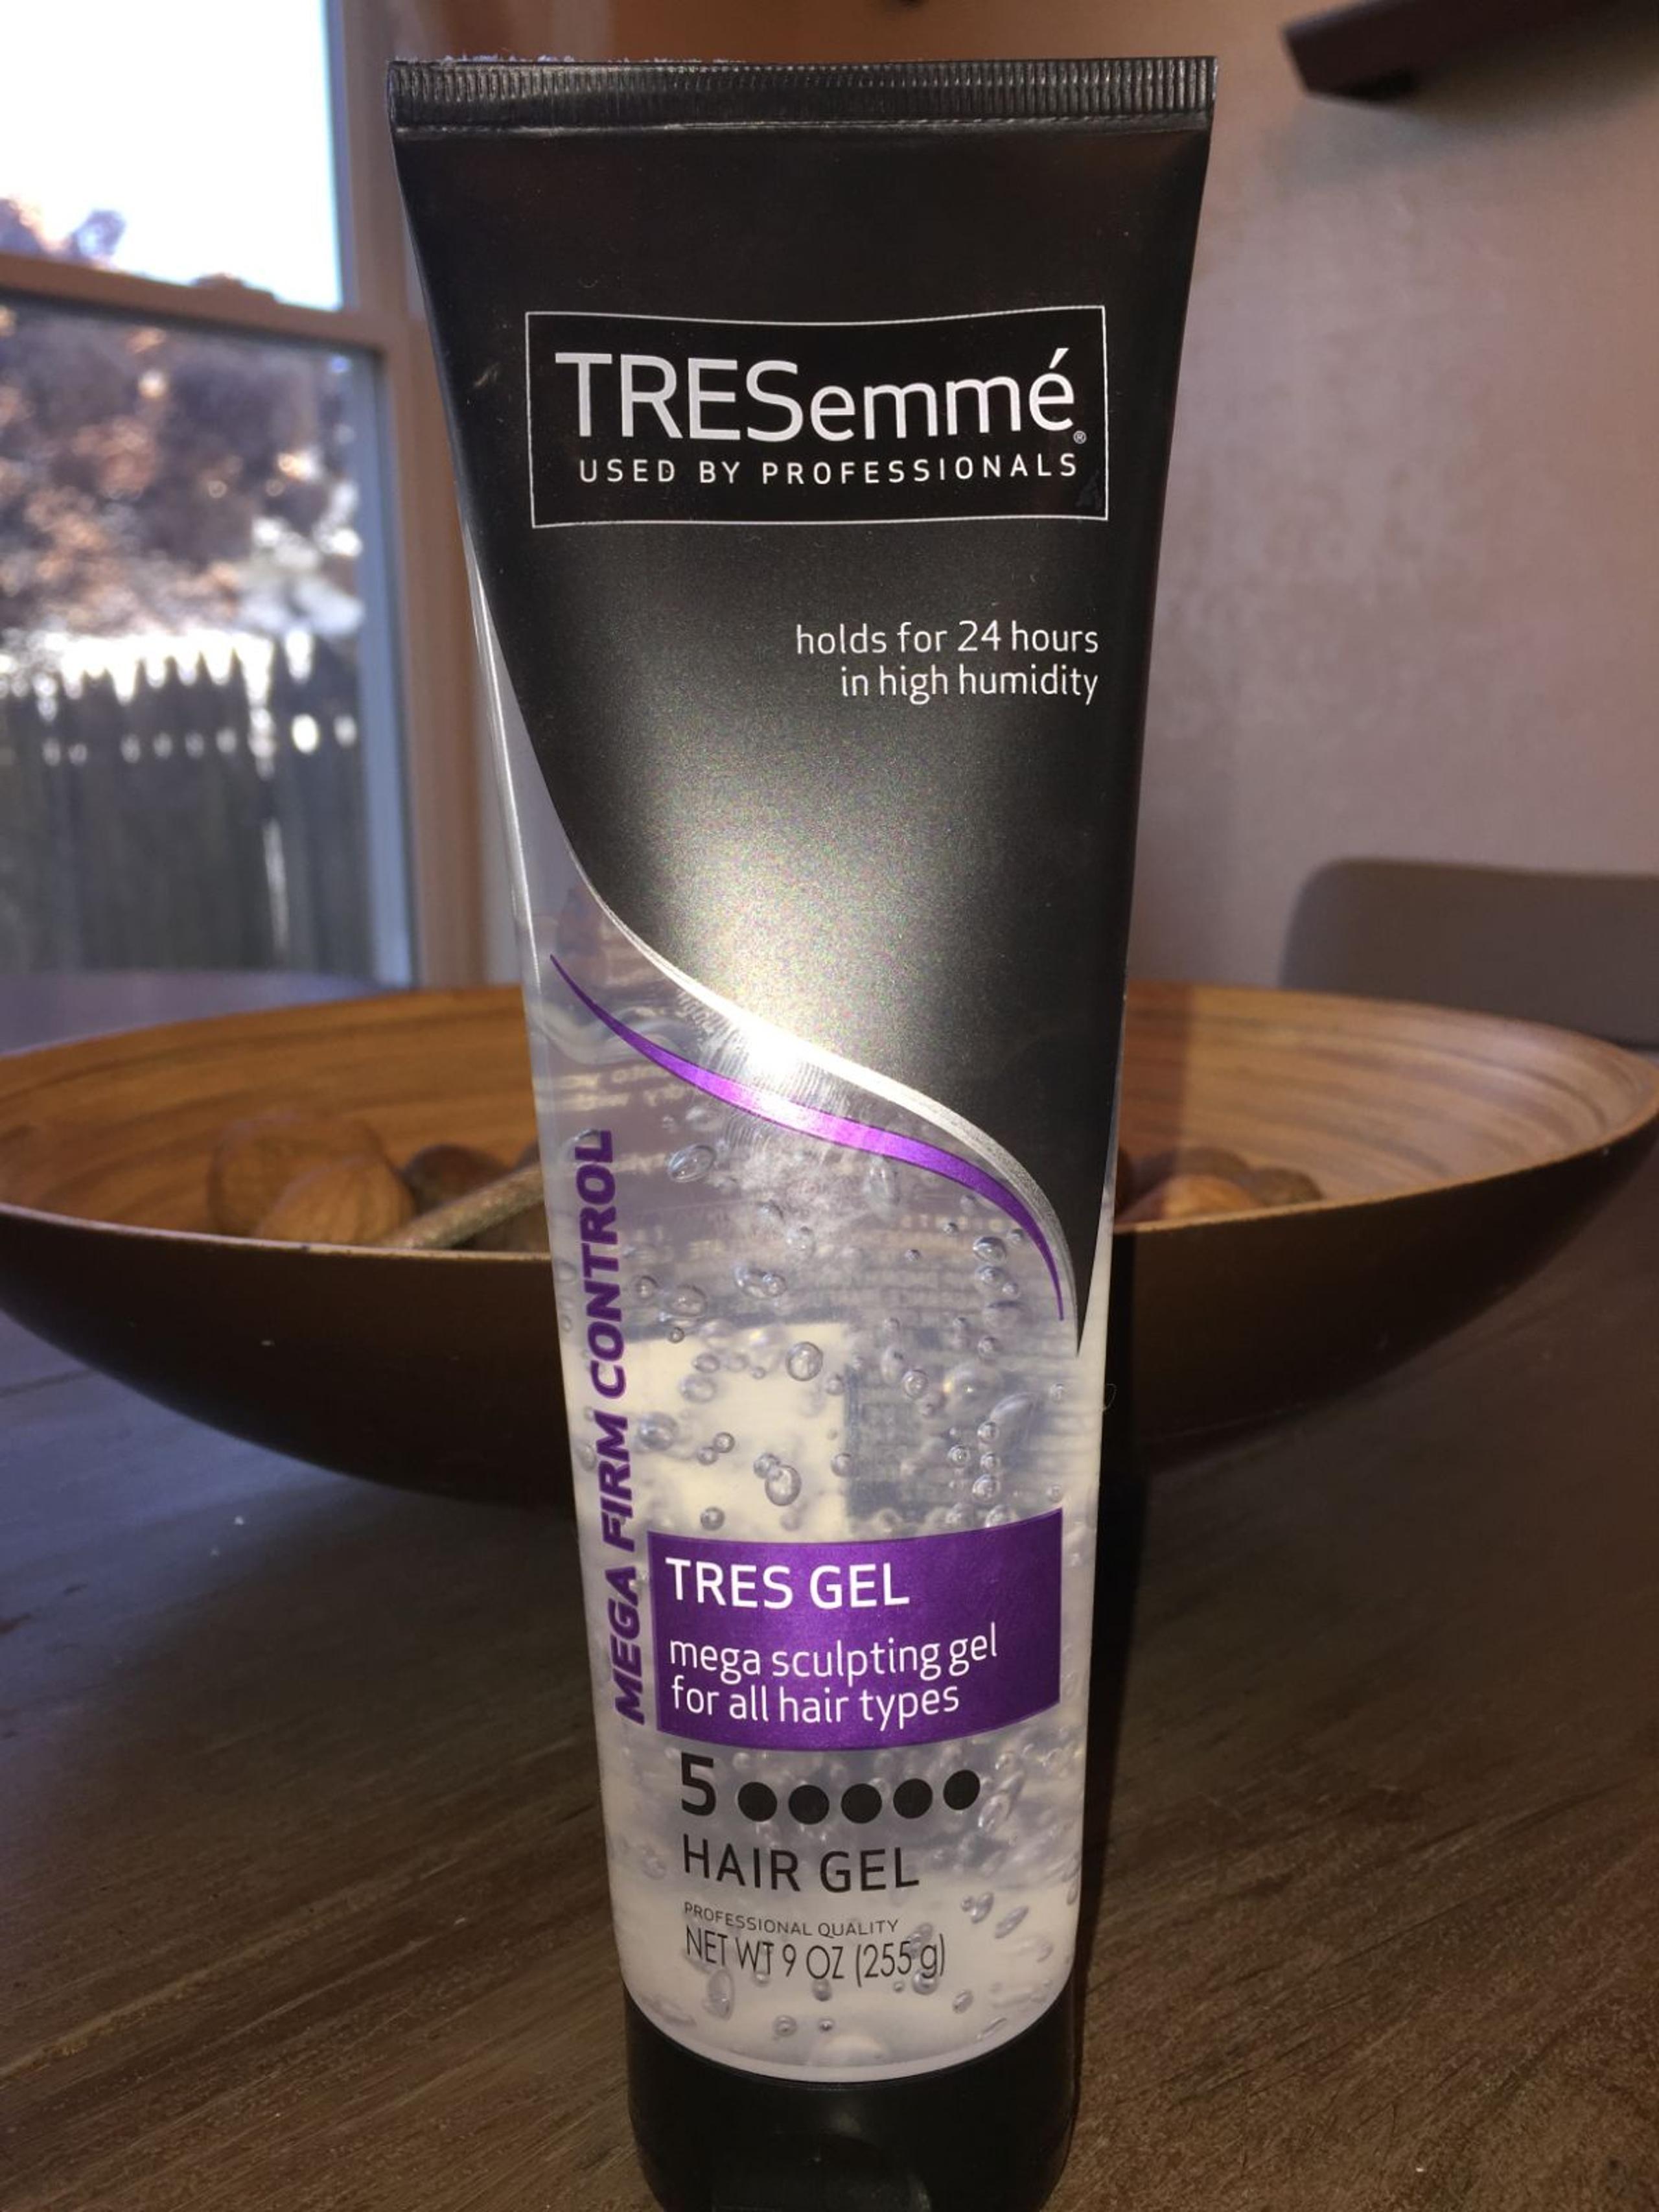 TRESemmé®
USED BY PROFESSIONALS
holds for 24 hours
in high humidity
MEGA FIRM CONTROL
TRES GEL
mega sculpting gel
for all hair types
5 ●●●●●
HAIR GEL
PROFESSIONAL QUALITY
NET WT 9 OZ (255 g)